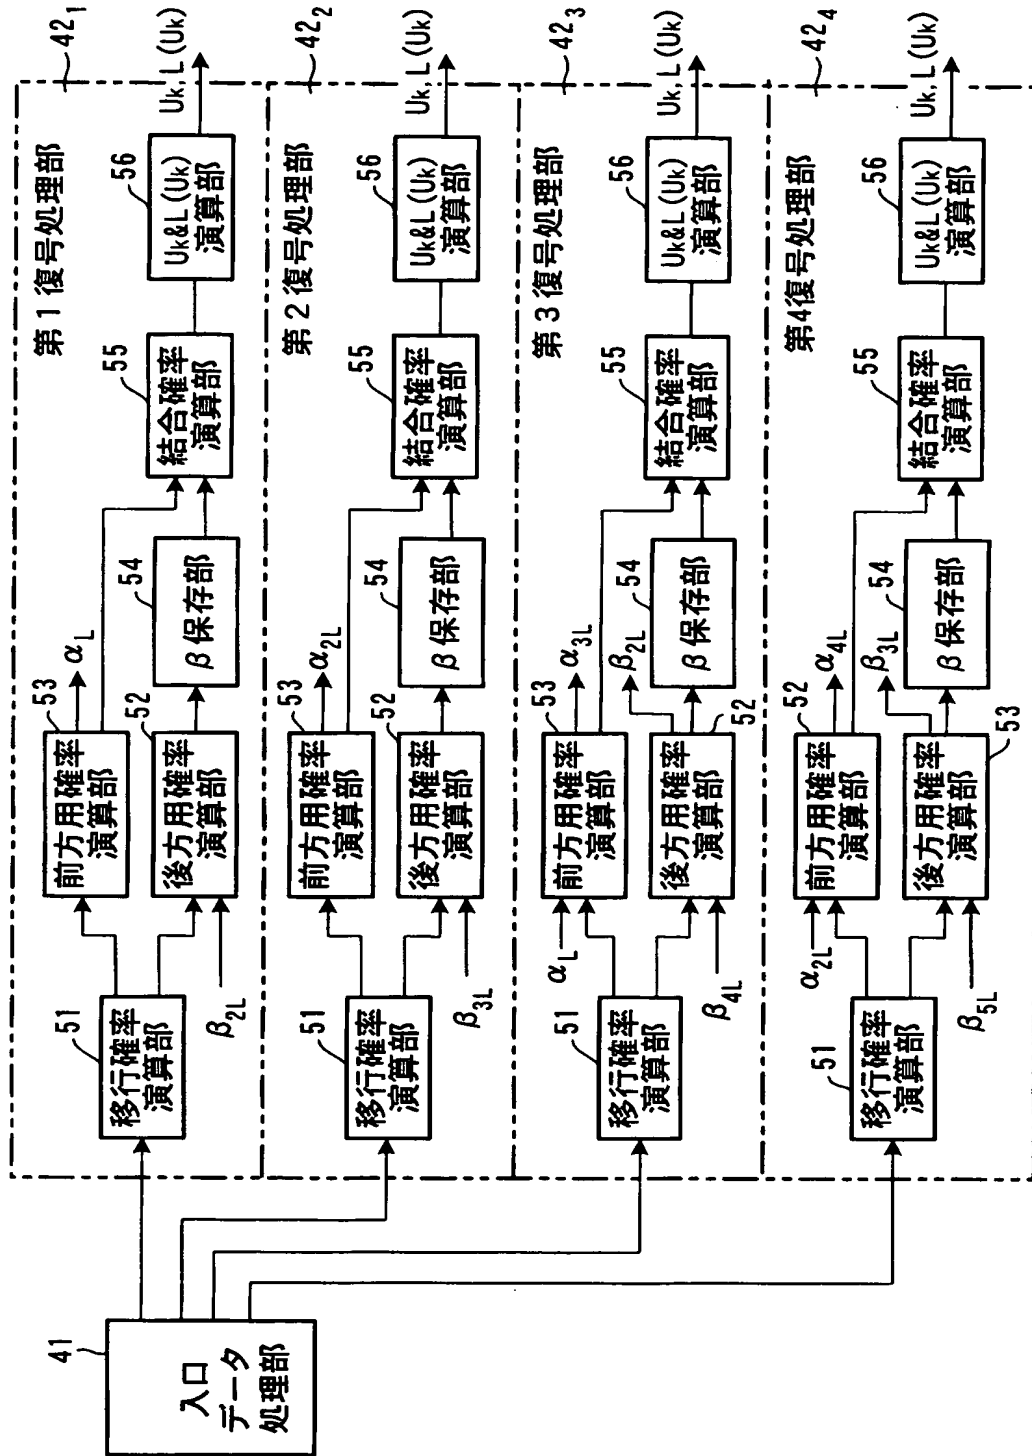 41
入口
データ
処理部
第1復号処理部
42₁
51
移行確率
演算部
β₂L
53
前方用確率
演算部
α_L
52
後方用確率
演算部
54
β保存部
55
結合確率
演算部
56
Uk&L(Uk)
演算部
Uk, L(Uk)
第2復号処理部
42₂
51
移行確率
演算部
β₃L
53
前方用確率
演算部
α₂L
52
後方用確率
演算部
54
β保存部
55
結合確率
演算部
56
Uk&L(Uk)
演算部
Uk, L(Uk)
第3復号処理部
42₃
51
移行確率
演算部
α_L
β₄L
53
前方用確率
演算部
α₃L
β₂L
52
後方用確率
演算部
54
β保存部
55
結合確率
演算部
56
Uk&L(Uk)
演算部
Uk, L(Uk)
第4復号処理部
42₄
51
移行確率
演算部
α₂L
β₅L
52
前方用確率
演算部
α₄L
β₃L
53
後方用確率
演算部
54
β保存部
55
結合確率
演算部
56
Uk&L(Uk)
演算部
Uk, L(Uk)